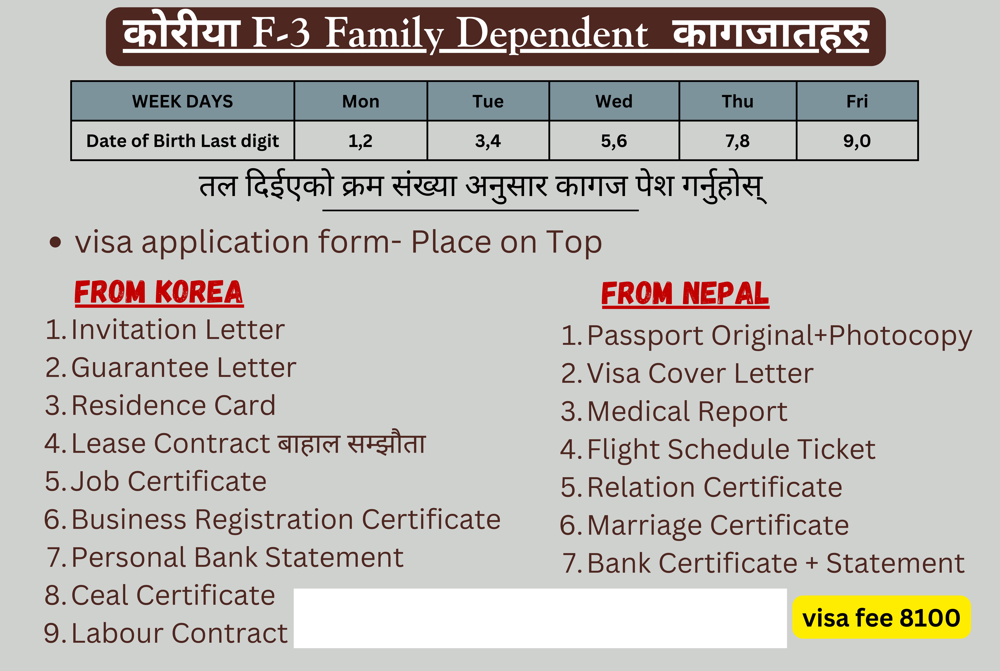 कोरीया F-3 Family Dependent कागजातहरु
WEEK DAYS Mon Tue Wed Thu Fri
Date of Birth Last digit 1,2 3,4 5,6 7,8 9,0
तल दिईएको क्रम संख्या अनुसार कागज पेश गर्नुहोस्
• visa application form- Place on Top
FROM KOREA
1. Invitation Letter
2. Guarantee Letter
3. Residence Card
4. Lease Contract बाहाल सम्झौता
5. Job Certificate
6. Business Registration Certificate
7. Personal Bank Statement
8. Ceal Certificate
9. Labour Contract
FROM NEPAL
1. Passport Original+Photocopy
2. Visa Cover Letter
3. Medical Report
4. Flight Schedule Ticket
5. Relation Certificate
6. Marriage Certificate
7. Bank Certificate + Statement
visa fee 8100